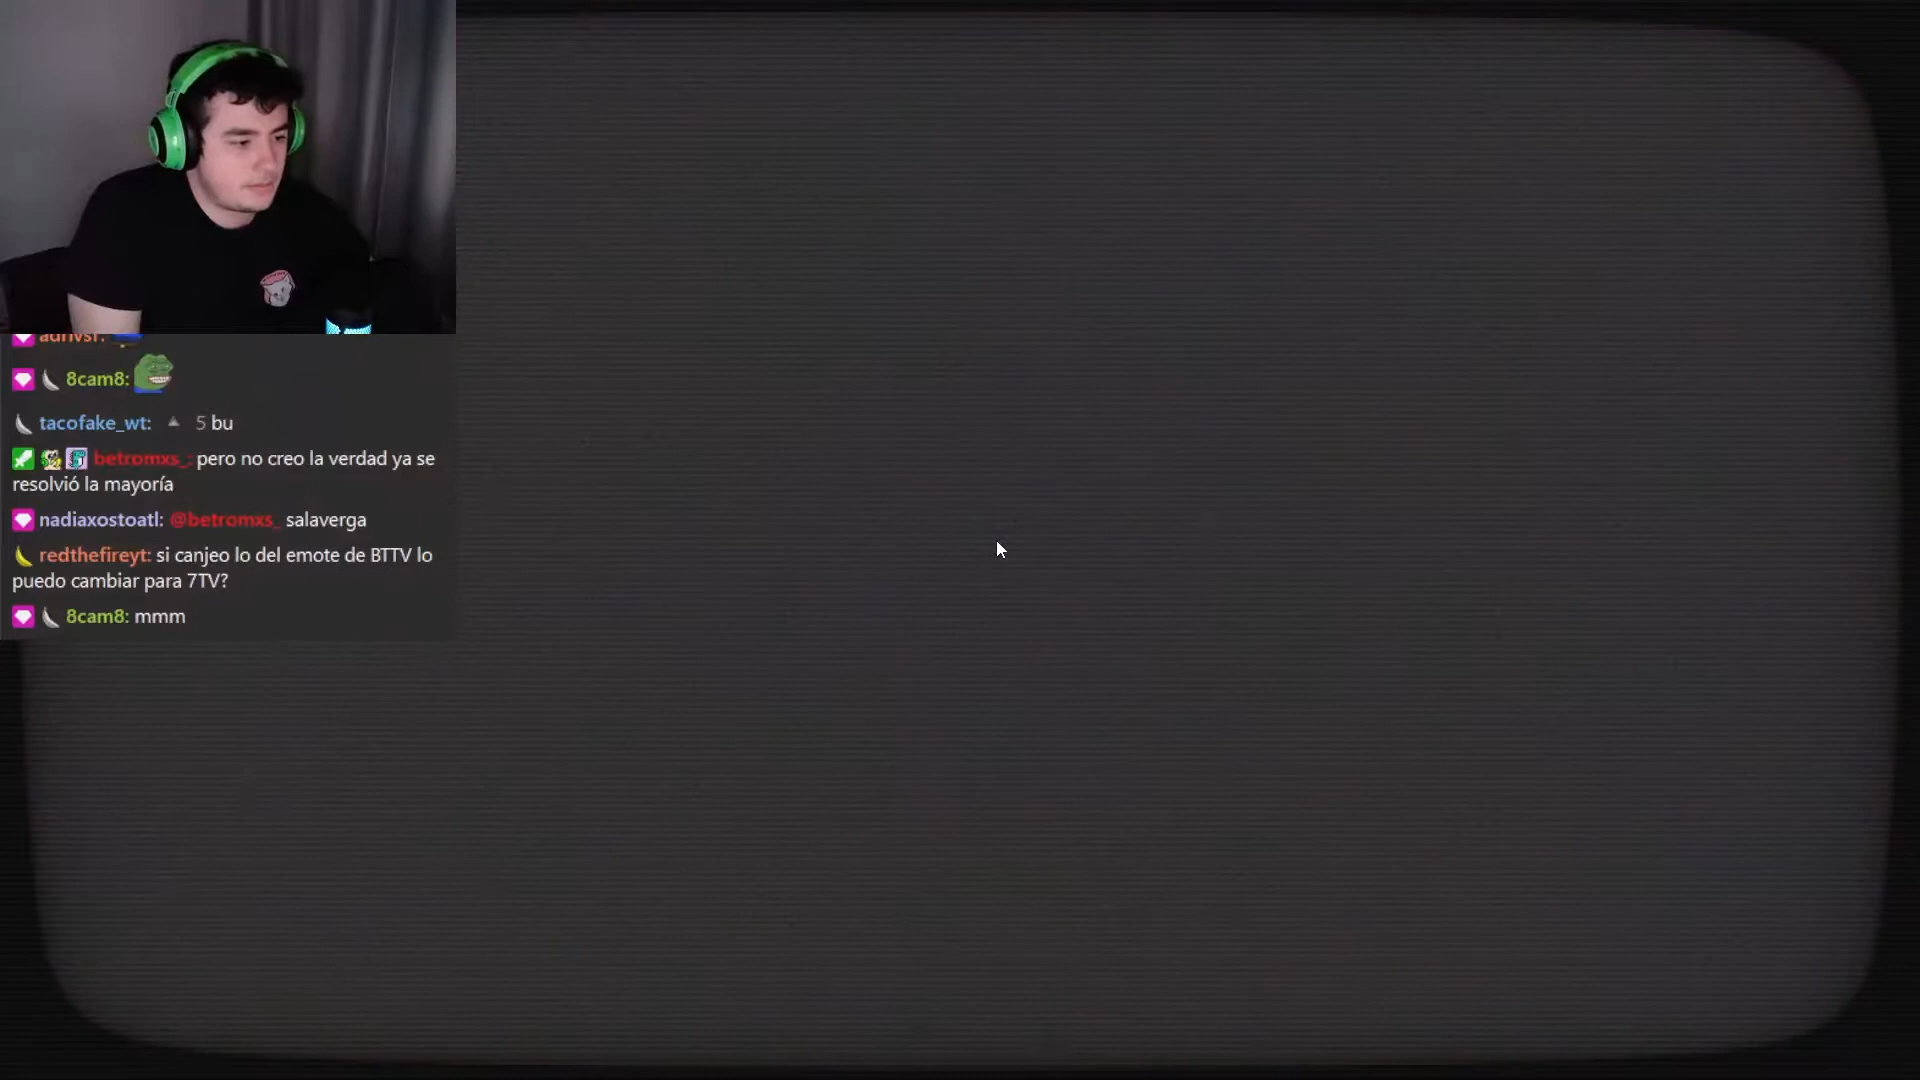 adrivsr:
8cam8:
tacofake_wt: 5 bu
betromxs_: pero no creo la verdad ya se
resolvió la mayoría
nadiaxostoatl: @betromxs_ salaverga
redthefireyt: si canjeo lo del emote de BTTV lo
puedo cambiar para 7TV?
8cam8: mmm